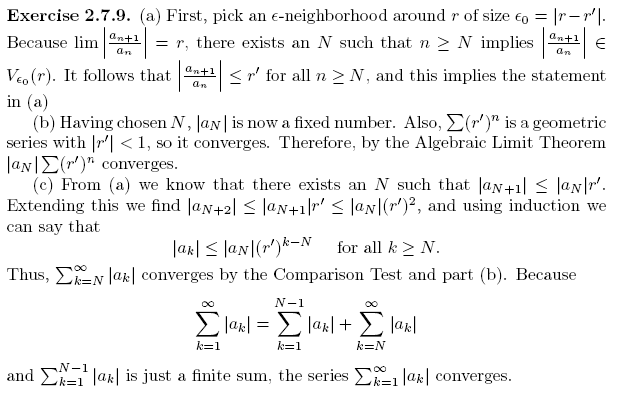 Exercise 2.7.9. (a) First, pick an ϵ-neighborhood around r of size ϵ₀ = |r−r′|.
Because lim |aₙ₊₁/aₙ| = r, there exists an N such that n ≥ N implies |aₙ₊₁/aₙ| ∈
V_ϵ₀(r). It follows that |aₙ₊₁/aₙ| ≤ r′ for all n ≥ N, and this implies the statement
in (a)
(b) Having chosen N, |a_N| is now a fixed number. Also, ∑(r′)ⁿ is a geometric
series with |r′| < 1, so it converges. Therefore, by the Algebraic Limit Theorem
|a_N|∑(r′)ⁿ converges.
(c) From (a) we know that there exists an N such that |a_{N+1}| ≤ |a_N|r′.
Extending this we find |a_{N+2}| ≤ |a_{N+1}|r′ ≤ |a_N|(r′)², and using induction we
can say that
|a_k| ≤ |a_N|(r′)^{k−N} for all k ≥ N.
Thus, ∑_{k=N}^{∞} |a_k| converges by the Comparison Test and part (b). Because
∑_{k=1}^{∞} |a_k| = ∑_{k=1}^{N−1} |a_k| + ∑_{k=N}^{∞} |a_k|
and ∑_{k=1}^{N−1} |a_k| is just a finite sum, the series ∑_{k=1}^{∞} |a_k| converges.